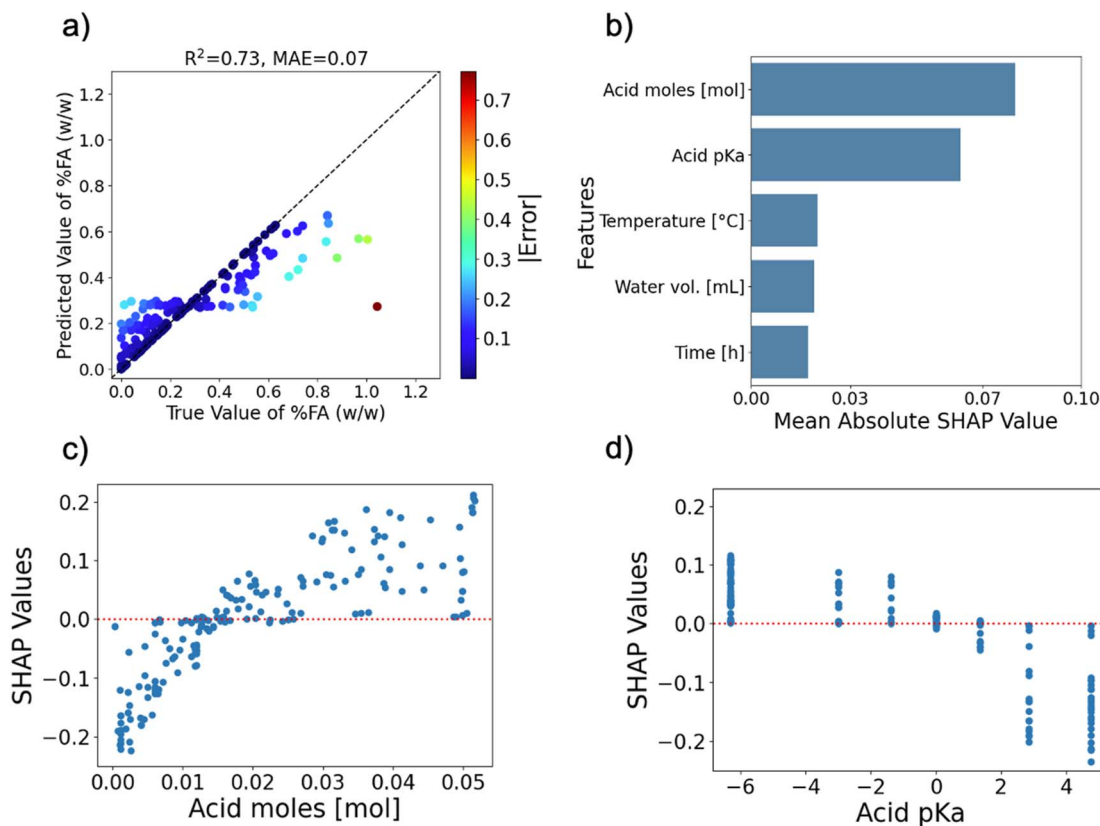 a)
R²=0.73, MAE=0.07
Predicted Value of %FA (w/w)
1.2
1.0
0.8
0.6
0.4
0.2
0.0
0.0 0.2 0.4 0.6 0.8 1.0 1.2
True Value of %FA (w/w)
0.7
0.6
0.5
0.4
0.3
0.2
0.1
|Error|
b)
Features
Acid moles [mol]
Acid pKa
Temperature [°C]
Water vol. [mL]
Time [h]
0.00 0.03 0.07 0.10
Mean Absolute SHAP Value
c)
SHAP Values
0.2
0.1
0.0
−0.1
−0.2
0.00 0.01 0.02 0.03 0.04 0.05
Acid moles [mol]
d)
SHAP Values
0.2
0.1
0.0
−0.1
−0.2
−6 −4 −2 0 2 4
Acid pKa